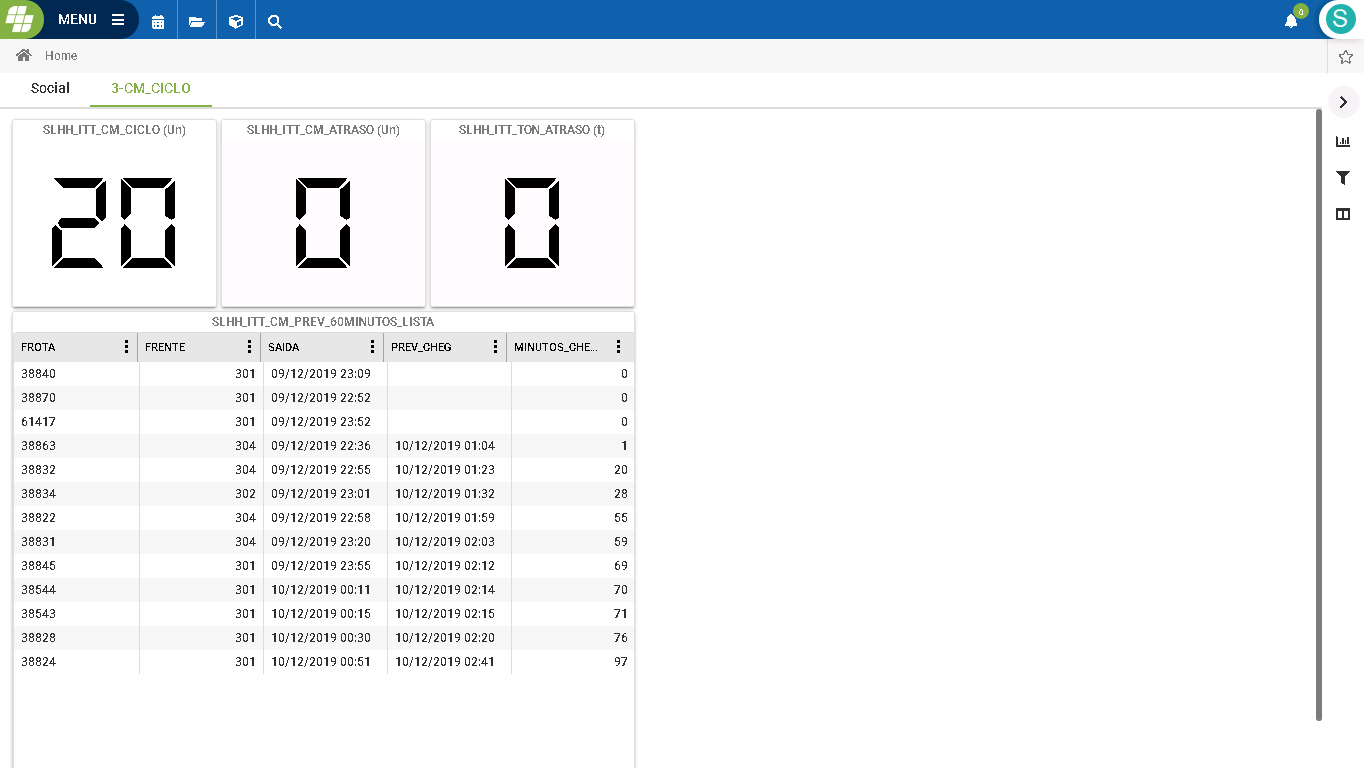 MENU
0
S
Home
Social 3-CM_CICLO
SLHH_ITT_CM_CICLO (Un) SLHH_ITT_CM_ATRASO (Un) SLHH_ITT_TON_ATRASO (t)
20 0 0
SLHH_ITT_CM_PREV_60MINUTOS_LISTA
FROTA FRENTE SAIDA PREV_CHEG MINUTOS_CHE...
38840 301 09/12/2019 23:09 0
38870 301 09/12/2019 22:52 0
61417 301 09/12/2019 23:52 0
38863 304 09/12/2019 22:36 10/12/2019 01:04 1
38832 304 09/12/2019 22:55 10/12/2019 01:23 20
38834 302 09/12/2019 23:01 10/12/2019 01:32 28
38822 304 09/12/2019 22:58 10/12/2019 01:59 55
38831 304 09/12/2019 23:20 10/12/2019 02:03 59
38845 301 09/12/2019 23:55 10/12/2019 02:12 69
38544 301 10/12/2019 00:11 10/12/2019 02:14 70
38543 301 10/12/2019 00:15 10/12/2019 02:15 71
38828 301 10/12/2019 00:30 10/12/2019 02:20 76
38824 301 10/12/2019 00:51 10/12/2019 02:41 97